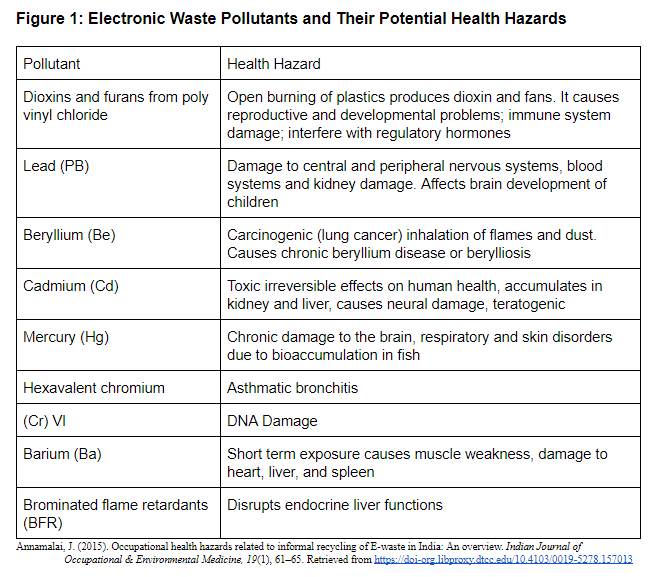 Figure 1: Electronic Waste Pollutants and Their Potential Health Hazards
Pollutant
Health Hazard
Dioxins and furans from poly
vinyl chloride
Open burning of plastics produces dioxin and fans. It causes
reproductive and developmental problems; immune system
damage; interfere with regulatory hormones
Lead (PB)
Damage to central and peripheral nervous systems, blood
systems and kidney damage. Affects brain development of
children
Beryllium (Be)
Carcinogenic (lung cancer) inhalation of flames and dust.
Causes chronic beryllium disease or berylliosis
Cadmium (Cd)
Toxic irreversible effects on human health, accumulates in
kidney and liver, causes neural damage, teratogenic
Mercury (Hg)
Chronic damage to the brain, respiratory and skin disorders
due to bioaccumulation in fish
Hexavalent chromium
Asthmatic bronchitis
(Cr) VI
DNA Damage
Barium (Ba)
Short term exposure causes muscle weakness, damage to
heart, liver, and spleen
Brominated flame retardants
(BFR)
Disrupts endocrine liver functions
Annamalai, J. (2015). Occupational health hazards related to informal recycling of E-waste in India: An overview. Indian Journal of
Occupational & Environmental Medicine, 19(1), 61–65. Retrieved from https://doi-org.libproxy.dtcc.edu/10.4103/0019-5278.157013